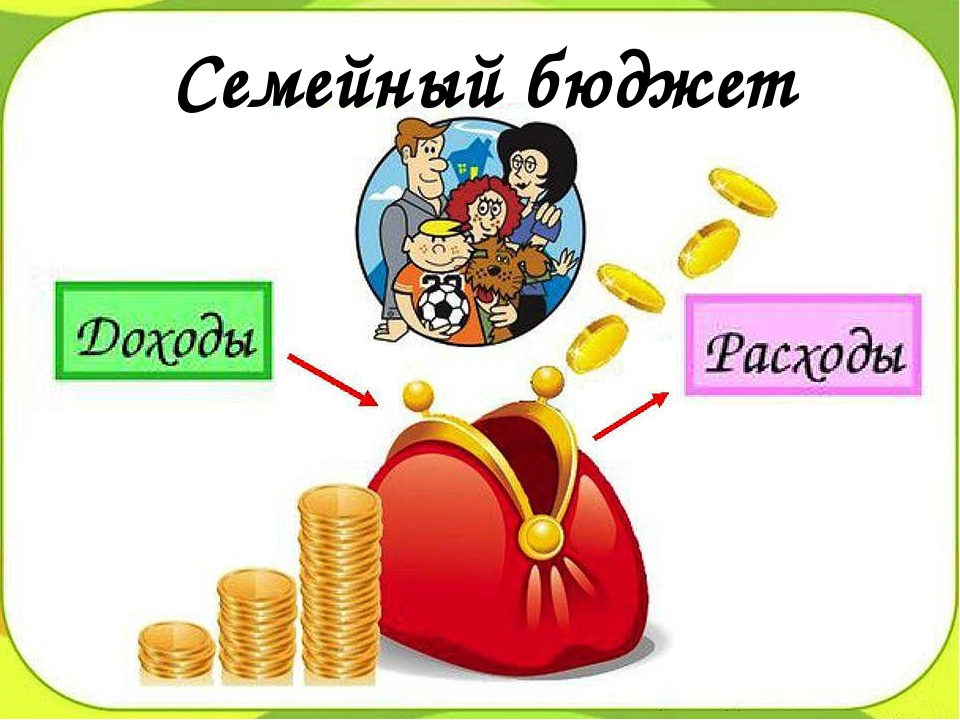 Семейный бюджет
Доходы
Расходы